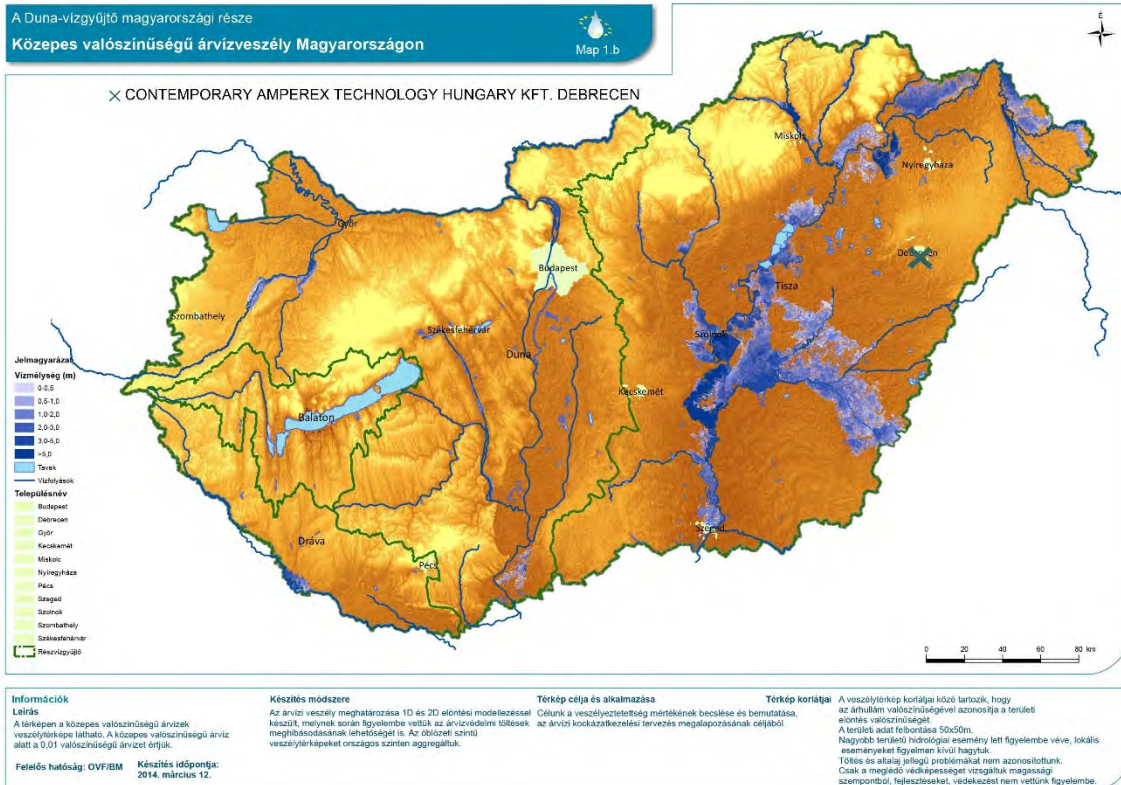 A Duna-vízgyűjtő magyarországi része
Közepes valószínűségű árvízveszély Magyarországon
Map 1.b
É
CONTEMPORARY AMPEREX TECHNOLOGY HUNGARY KFT. DEBRECEN
Miskolc
Nyíregyháza
Győr
Debrecen
Budapest
Tisza
Szombathely
Székesfehérvár
Szolnok
Duna
Kecskemét
Balaton
Szeged
Dráva
Pécs
Jelmagyarázat
Vízmélység (m)
0-0,5
0,5-1,0
1,0-2,0
2,0-3,0
3,0-5,0
>5,0
Tavak
Vízfolyások
Településnév
Budapest
Debrecen
Győr
Kecskemét
Miskolc
Nyíregyháza
Pécs
Szeged
Szolnok
Szombathely
Székesfehérvár
Részvízgyűjtő
0 20 40 60 80 km
Információk
Leírás
A térképen a közepes valószínűségű árvizek
veszélytérképe látható. A közepes valószínűségű árvíz
alatt a 0,01 valószínűségű árvizet értjük.
Felelős hatóság: OVF/BM
Készítés időpontja:
2014. március 12.
Készítés módszere
Az árvízi veszély meghatározása 1D és 2D elöntési modellezéssel
készült, melynek során figyelembe vettük az árvízvédelmi töltések
meghibásodásának lehetőségét is. Az öblözeti szintű
veszélytérképeket országos szinten aggregáltuk.
Térkép célja és alkalmazása
Célunk a veszélyeztetettség mértékének becslése és bemutatása,
az árvízi kockázatkezelési tervezés megalapozásának céljából
Térkép korlátjai
A veszélytérkép korlátjai közé tartozik, hogy
az árhullám valószínűségével azonosítja a területi
elöntés valószínűségét.
A területi adat felbontása 50x50m.
Nagyobb területű hidrológiai esemény lett figyelembe véve, lokális
eseményeket figyelmen kívül hagytuk.
Töltés és altalaj jellegű problémákat nem azonosítottunk.
Csak a meglédő védképességet vizsgáltuk magassági
szempontból, fejlesztéseket, védekezést nem vettünk figyelembe.